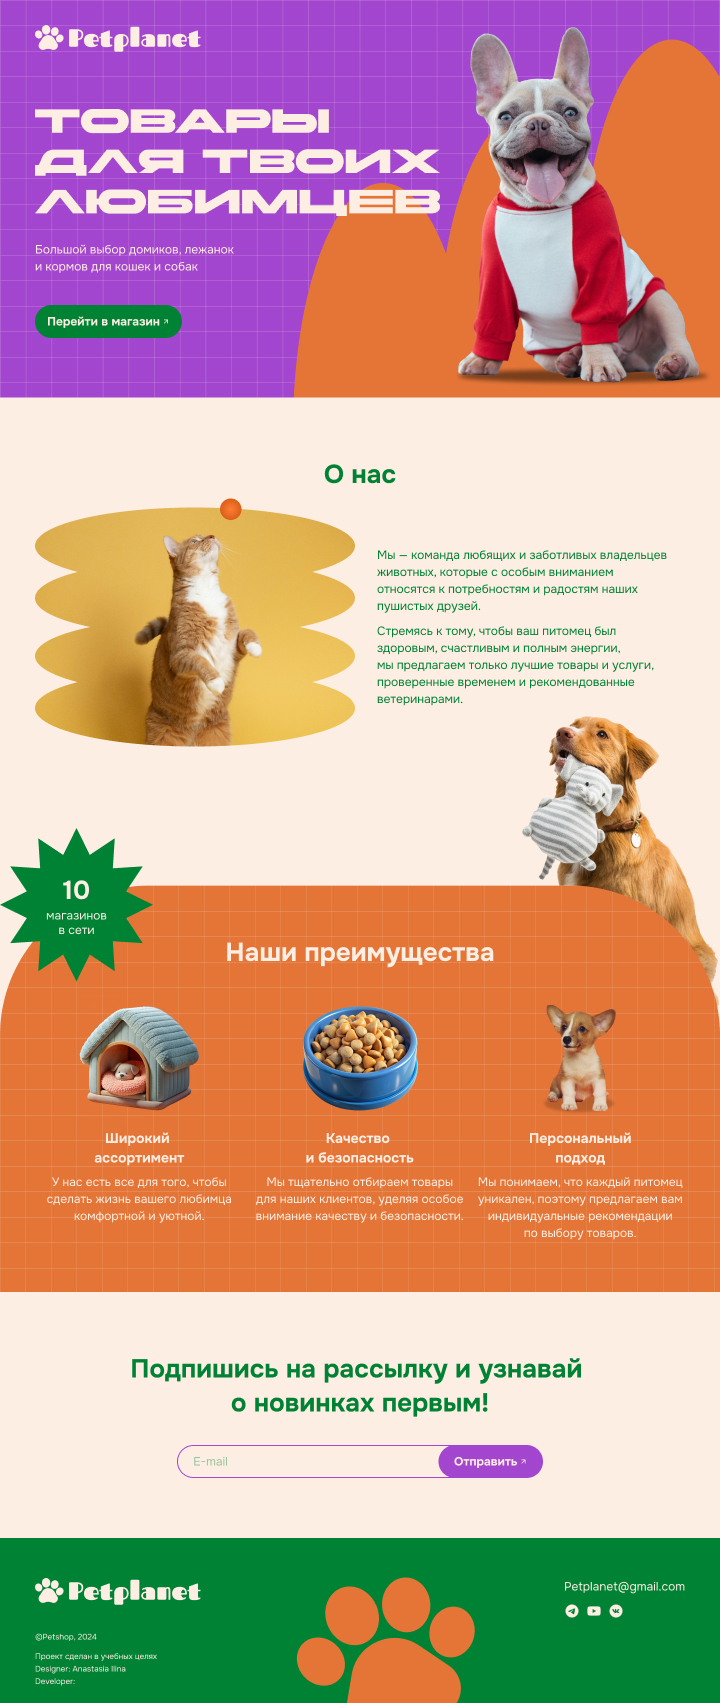 Petplanet
ТОВАРЫ
ДЛЯ ТВОИХ
ЛЮБИМЦЕВ
Большой выбор домиков, лежанок
и кормов для кошек и собак
Перейти в магазин
О нас
Мы — команда любящих и заботливых владельцев
животных, которые с особым вниманием
относятся к потребностям и радостям наших
пушистых друзей.
Стремясь к тому, чтобы ваш питомец был
здоровым, счастливым и полным энергии,
мы предлагаем только лучшие товары и услуги,
проверенные временем и рекомендованные
ветеринарами.
10
магазинов
в сети
Наши преимущества
Широкий
ассортимент
У нас есть все для того, чтобы
сделать жизнь вашего любимца
комфортной и уютной.
Качество
и безопасность
Мы тщательно отбираем товары
для наших клиентов, уделяя особое
внимание качеству и безопасности.
Персональный
подход
Мы понимаем, что каждый питомец
уникален, поэтому предлагаем вам
индивидуальные рекомендации
по выбору товаров.
Подпишись на рассылку и узнавай
о новинках первым!
E-mail
Отправить
Petplanet
©Petshop, 2024
Проект сделан в учебных целях
Designer: Anastasia Ilina
Developer:
Petplanet@gmail.com